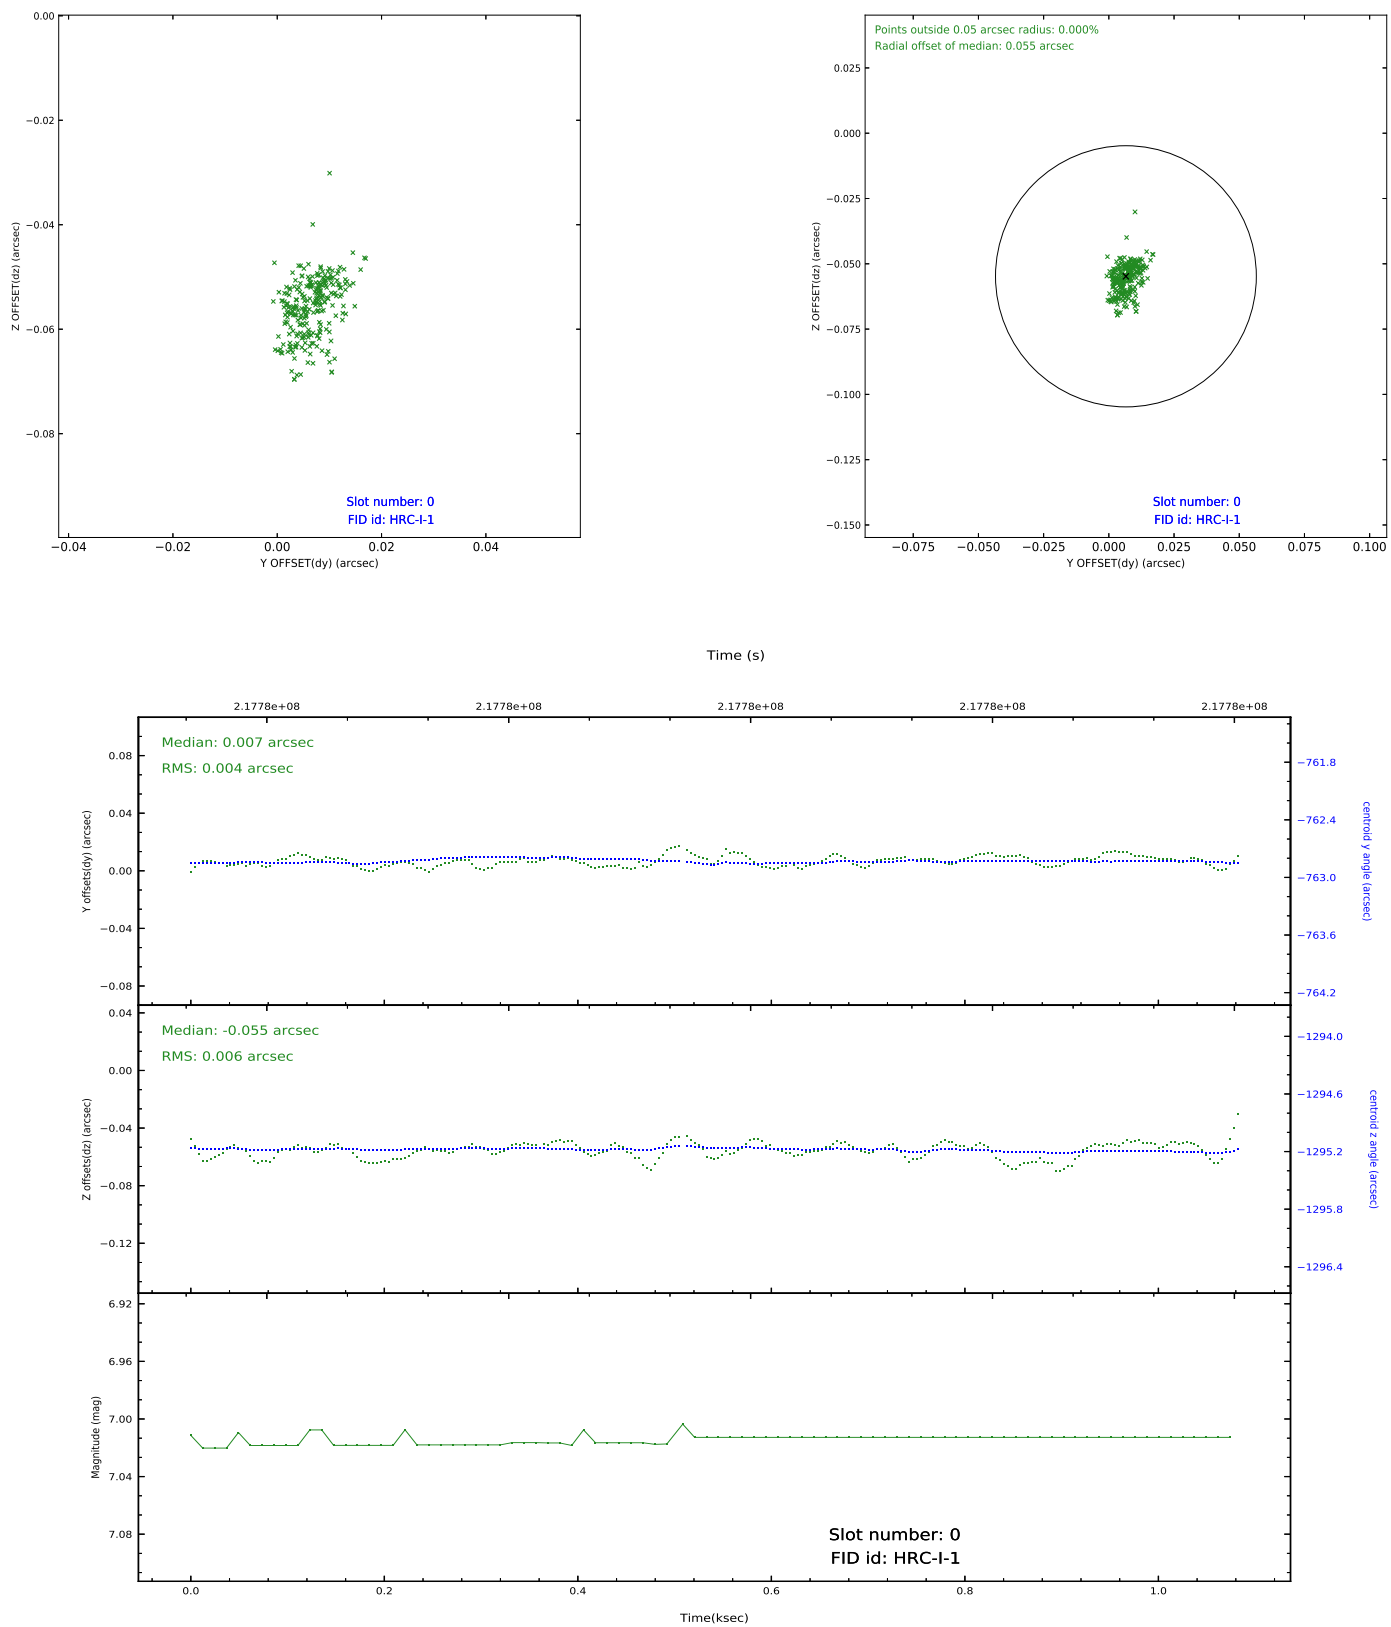 0.00
−0.02
−0.04
−0.06
−0.08
Z OFFSET(dz) (arcsec)
Slot number: 0
FID id: HRC-I-1
−0.04
−0.02
0.00
0.02
0.04
Y OFFSET(dy) (arcsec)
Points outside 0.05 arcsec radius: 0.000%
Radial offset of median: 0.055 arcsec
0.025
0.000
−0.025
−0.050
−0.075
−0.100
−0.125
−0.150
Z OFFSET(dz) (arcsec)
Slot number: 0
FID id: HRC-I-1
−0.075
−0.050
−0.025
0.000
0.025
0.050
0.075
0.100
Y OFFSET(dy) (arcsec)
Time (s)
2.1778e+08
2.1778e+08
2.1778e+08
2.1778e+08
2.1778e+08
Median: 0.007 arcsec
RMS: 0.004 arcsec
0.08
0.04
0.00
−0.04
−0.08
Y offsets(dy) (arcsec)
−761.8
−762.4
−763.0
−763.6
−764.2
centroid y angle (arcsec)
Median: -0.055 arcsec
RMS: 0.006 arcsec
0.04
0.00
−0.04
−0.08
−0.12
Z offsets(dz) (arcsec)
−1294.0
−1294.6
−1295.2
−1295.8
−1296.4
centroid z angle (arcsec)
6.92
6.96
7.00
7.04
7.08
Magnitude (mag)
Slot number: 0
FID id: HRC-I-1
0.0
0.2
0.4
0.6
0.8
1.0
Time(ksec)